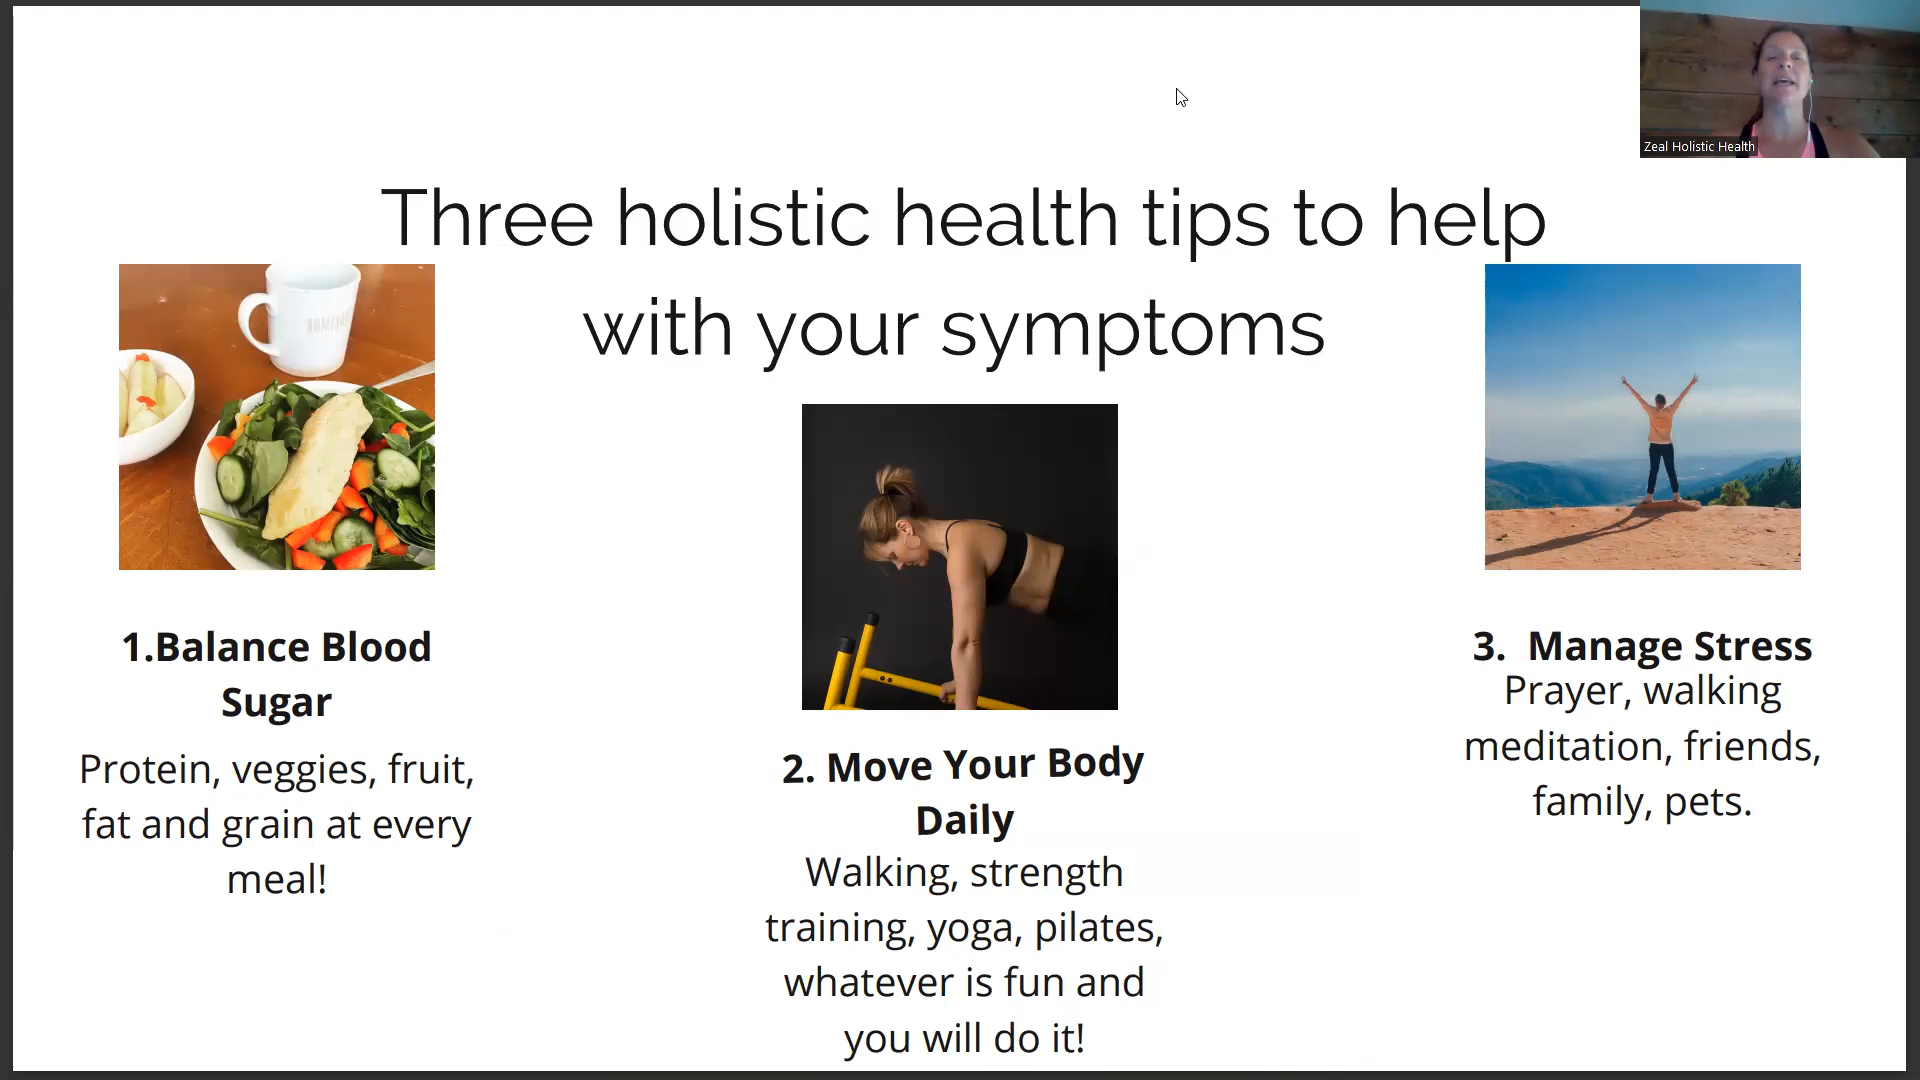 Zeal Holistic Health
Three holistic health tips to help
with your symptoms
1.Balance Blood
Sugar
Protein, veggies, fruit,
fat and grain at every
meal!
2. Move Your Body
Daily
Walking, strength
training, yoga, pilates,
whatever is fun and
you will do it!
3. Manage Stress
Prayer, walking
meditation, friends,
family, pets.